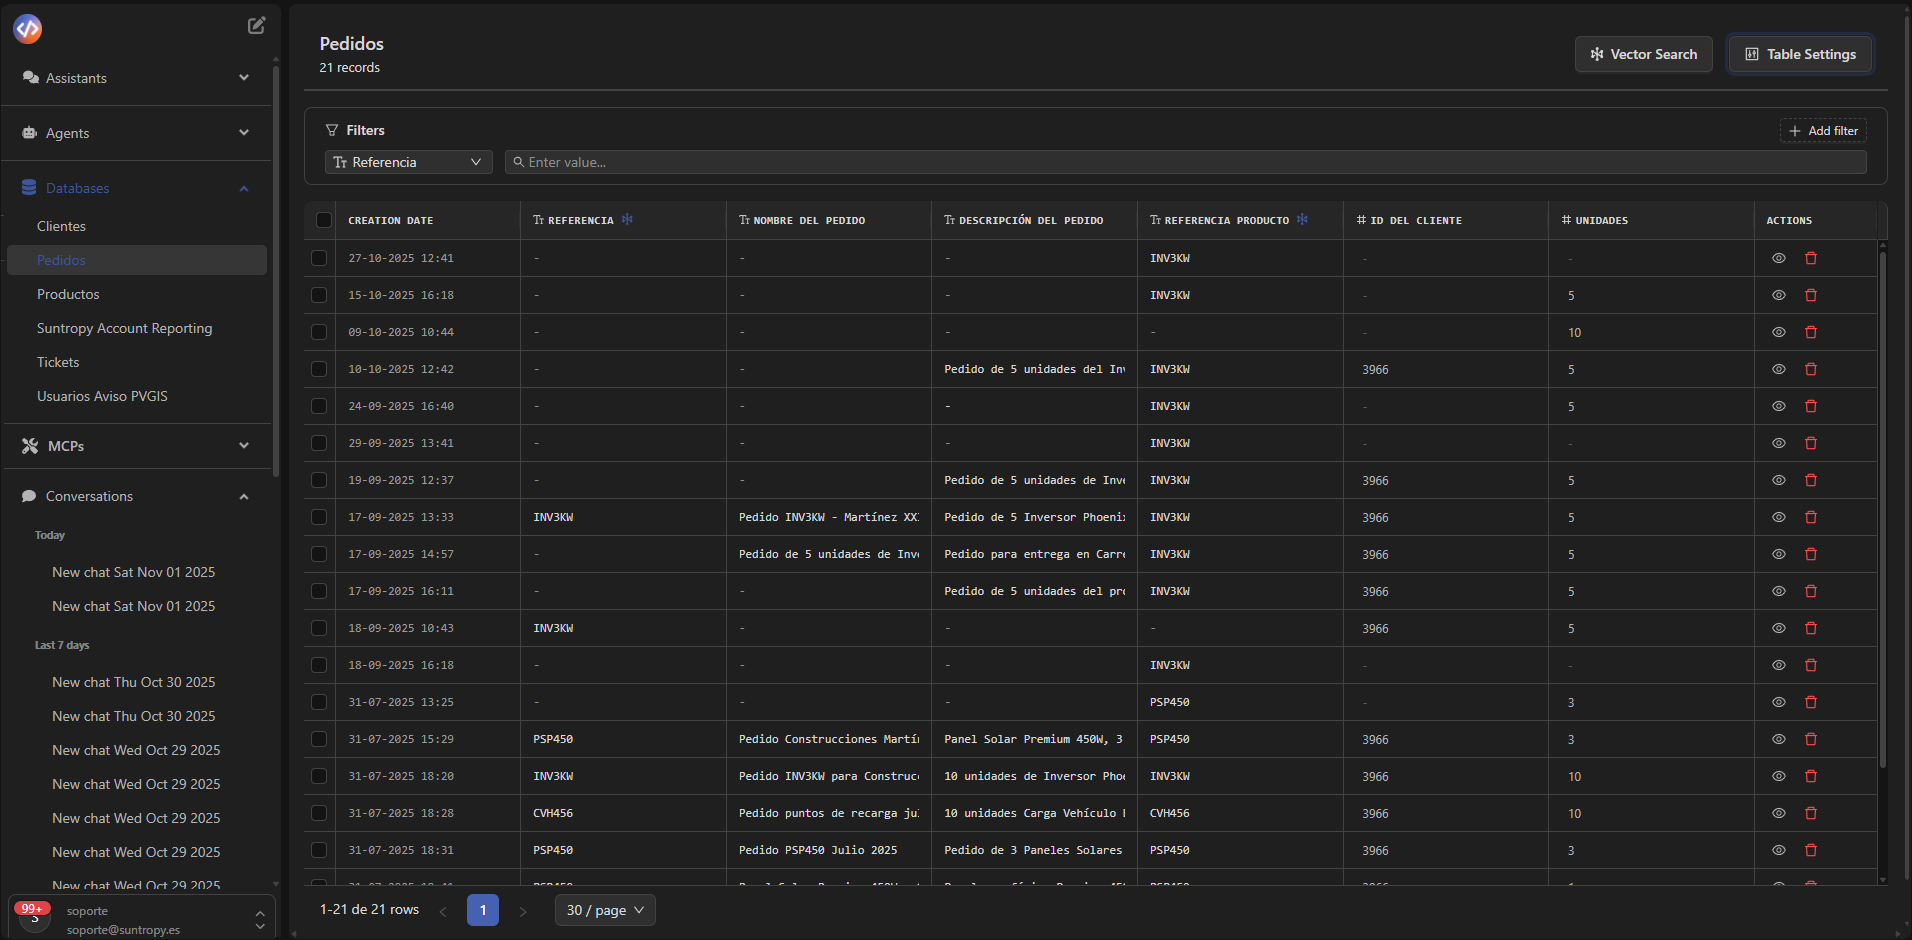 Assistants
Agents
Databases
Clientes
Pedidos
Productos
Suntropy Account Reporting
Tickets
Usuarios Aviso PVGIS
MCPs
Conversations
Today
New chat Sat Nov 01 2025
New chat Sat Nov 01 2025
Last 7 days
New chat Thu Oct 30 2025
New chat Thu Oct 30 2025
New chat Wed Oct 29 2025
New chat Wed Oct 29 2025
New chat Wed Oct 29 2025
New chat Wed Oct 29 2025
New chat Wed Oct 29 2025
99+
soporte
soporte@suntropy.es
Pedidos
21 records
Vector Search
Table Settings
Filters
Add filter
Referencia
Enter value...
CREATION DATE REFERENCIA NOMBRE DEL PEDIDO DESCRIPCIÓN DEL PEDIDO REFERENCIA PRODUCTO # ID DEL CLIENTE # UNIDADES ACTIONS
27-10-2025 12:41 - - - INV3KW - -
15-10-2025 16:18 - - - INV3KW - 5
09-10-2025 10:44 - - - - - 10
10-10-2025 12:42 - - Pedido de 5 unidades del Inv INV3KW 3966 5
24-09-2025 16:40 - - - INV3KW - 5
29-09-2025 13:41 - - - INV3KW - -
19-09-2025 12:37 - - Pedido de 5 unidades de Inve INV3KW 3966 5
17-09-2025 13:33 INV3KW Pedido INV3KW - Martínez XXI Pedido de 5 Inversor Phoenix INV3KW 3966 5
17-09-2025 14:57 - Pedido de 5 unidades de Inve Pedido para entrega en Carre INV3KW 3966 5
17-09-2025 16:11 - - Pedido de 5 unidades del pro INV3KW 3966 5
18-09-2025 10:43 INV3KW - - - 3966 5
18-09-2025 16:18 - - - INV3KW - -
31-07-2025 13:25 - - - PSP450 - 3
31-07-2025 15:29 PSP450 Pedido Construcciones Martín Panel Solar Premium 450W, 3 PSP450 3966 3
31-07-2025 18:20 INV3KW Pedido INV3KW para Construcc 10 unidades de Inversor Phoe INV3KW 3966 10
31-07-2025 18:28 CVH456 Pedido puntos de recarga ju 10 unidades Carga Vehículo CVH456 3966 10
31-07-2025 18:31 PSP450 Pedido PSP450 Julio 2025 Pedido de 3 Paneles Solares PSP450 3966 3
1-21 de 21 rows
1
30 / page